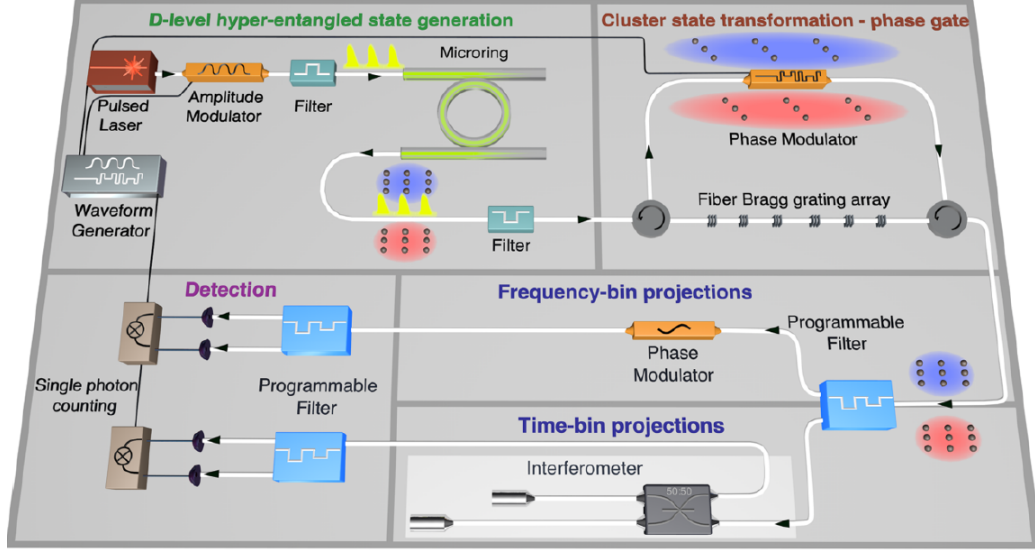 D-level hyper-entangled state generation
Pulsed
Laser
Amplitude
Modulator
Filter
Microring
Waveform
Generator
Filter
Cluster state transformation - phase gate
Phase Modulator
Fiber Bragg grating array
Detection
Single photon
counting
Programmable
Filter
Frequency-bin projections
Phase
Modulator
Programmable
Filter
Time-bin projections
Interferometer
50:50